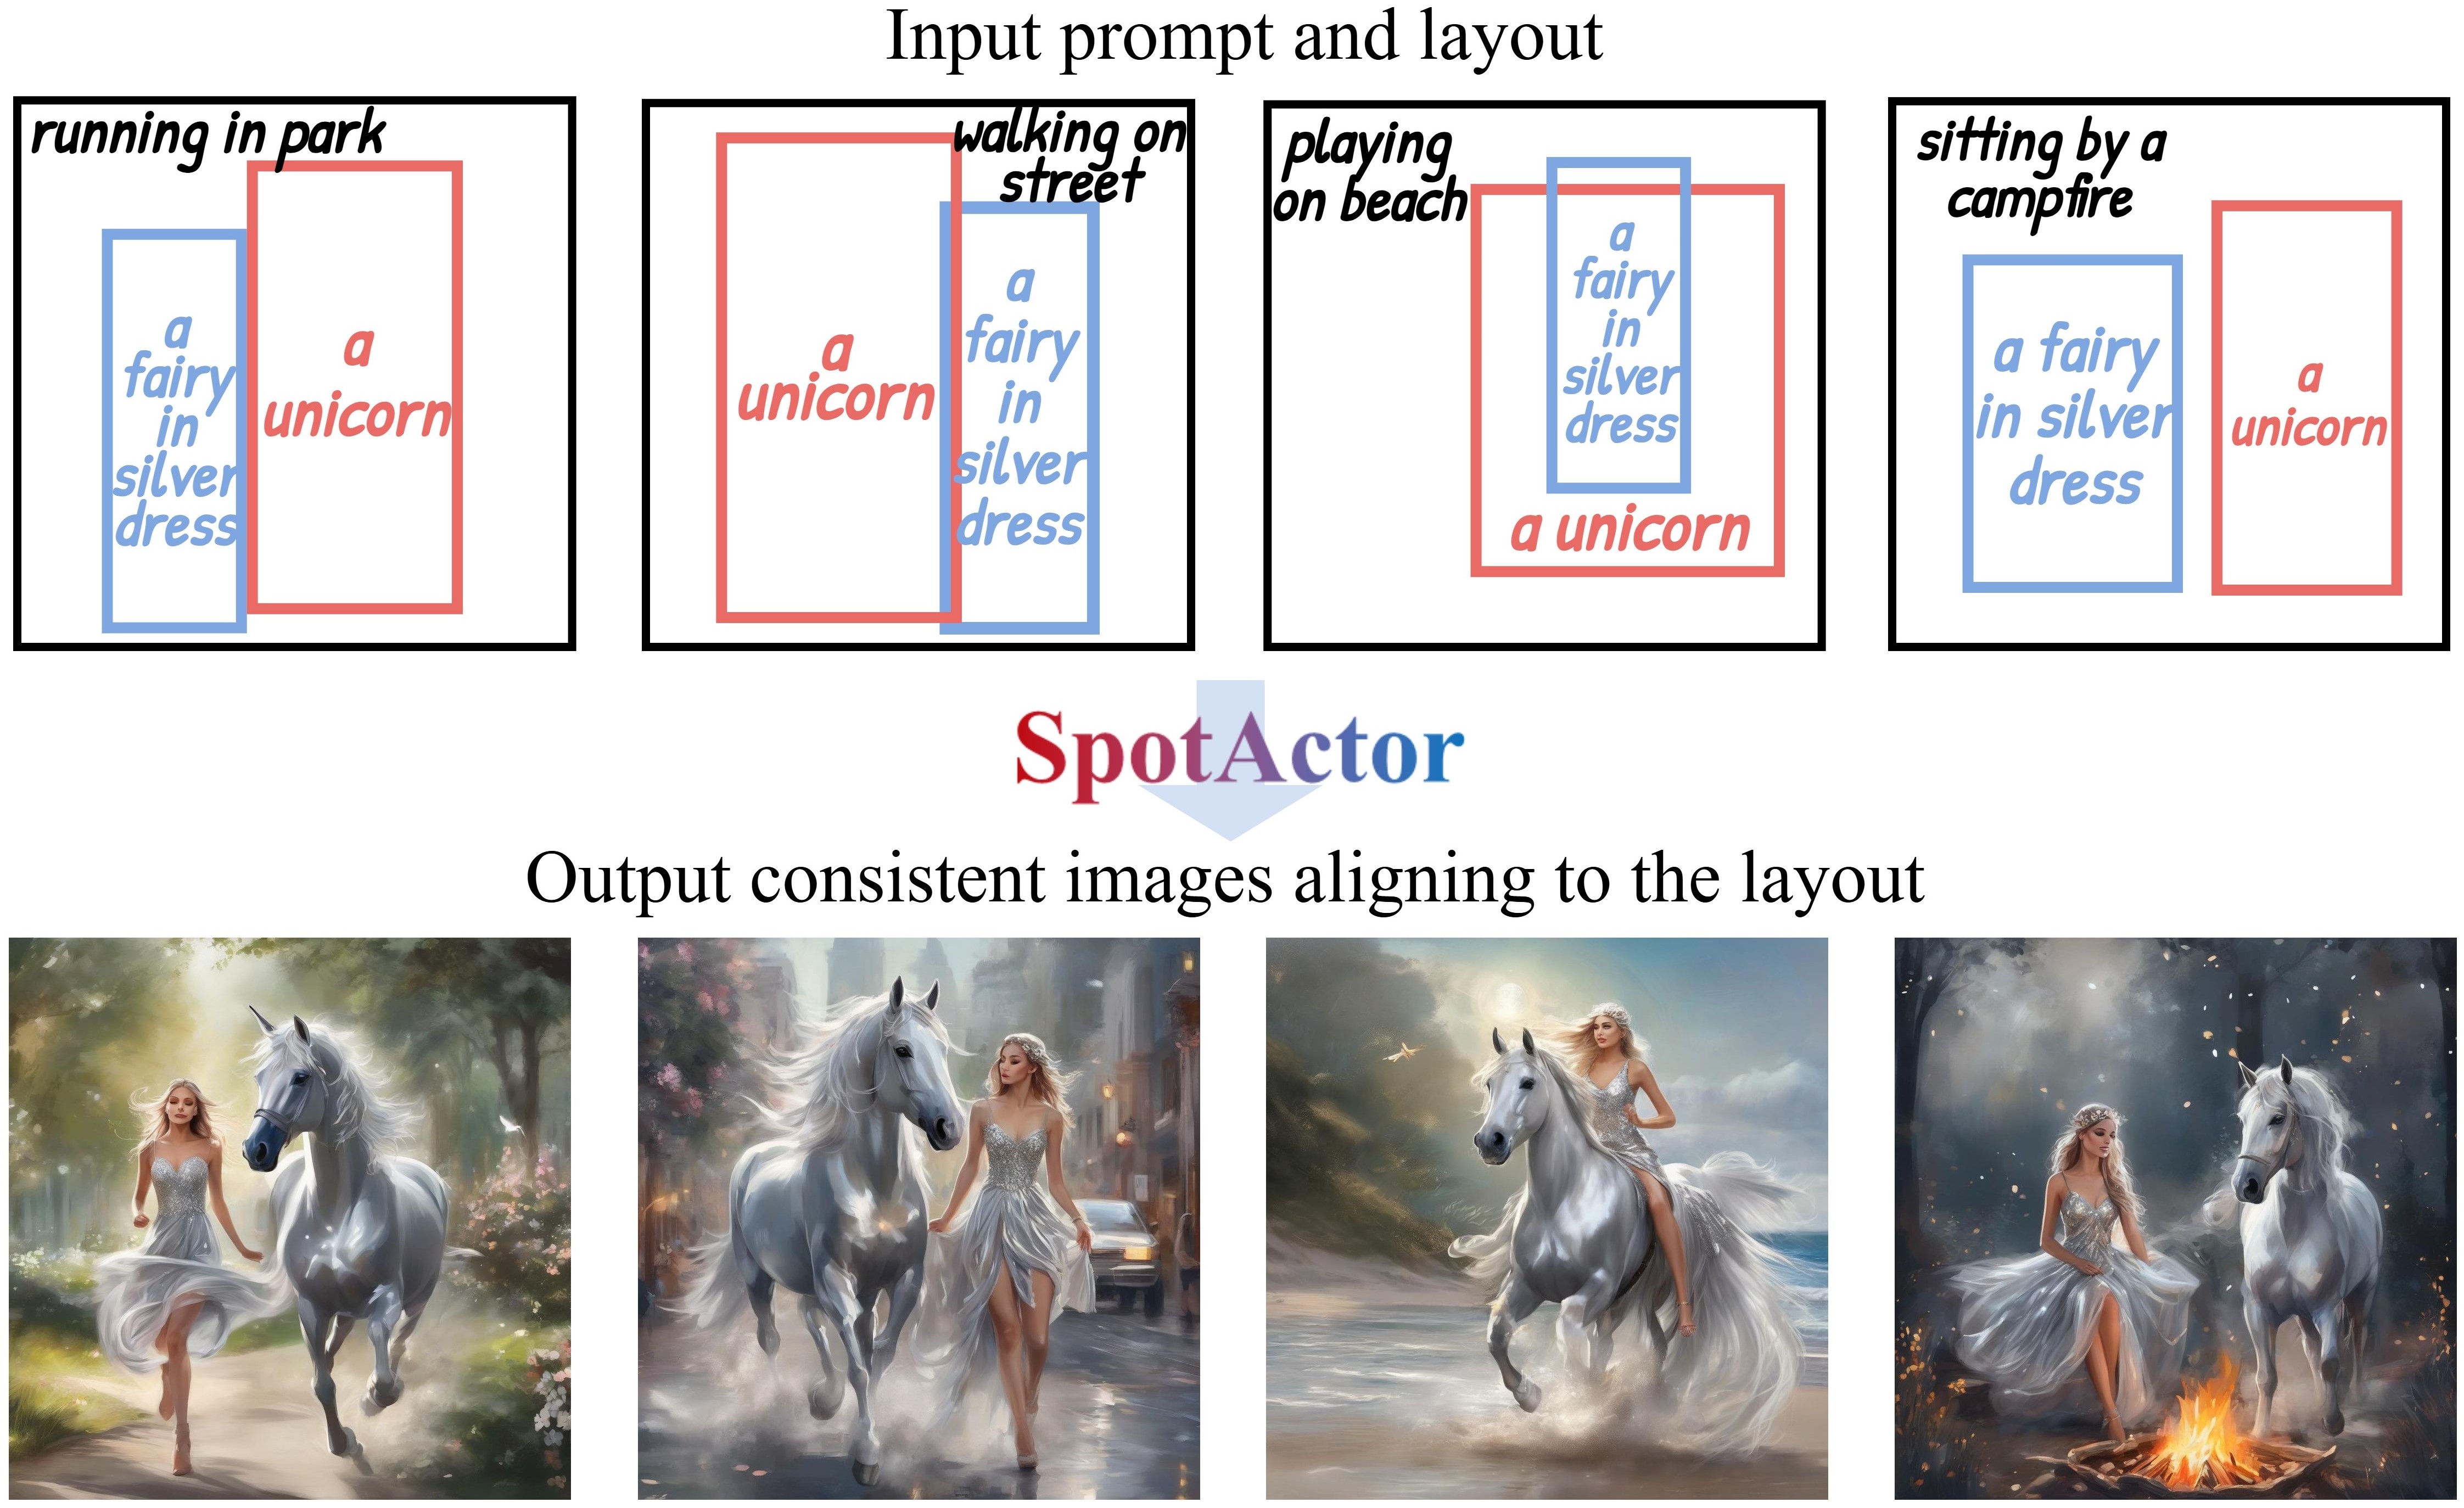 Input prompt and layout
running in park
a
fairy
in
silver
dress
a
unicorn
walking on
street
a
unicorn
a
fairy
in
silver
dress
playing
on beach
a
fairy
in
silver
dress
a unicorn
sitting by a
campfire
a fairy
in silver
dress
a
unicorn
SpotActor
Output consistent images aligning to the layout